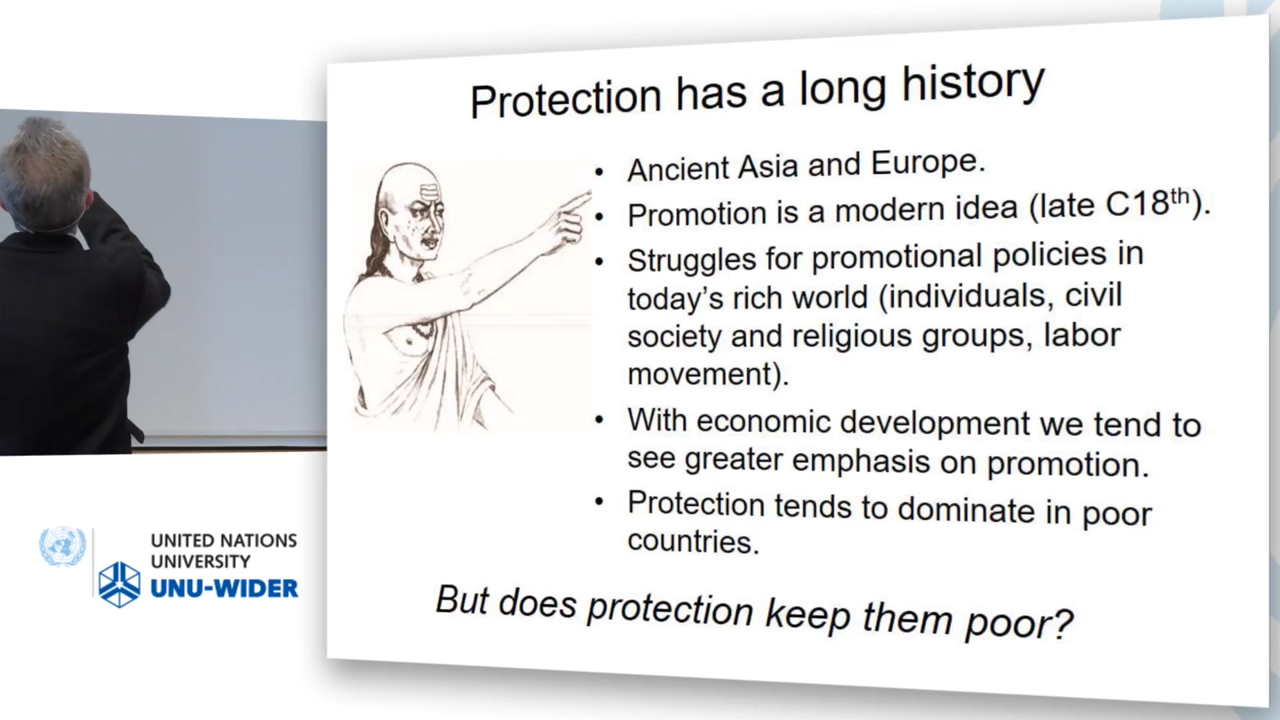 Protection has a long history
• Ancient Asia and Europe.
• Promotion is a modern idea (late C18th).
• Struggles for promotional policies in
today's rich world (individuals, civil
society and religious groups, labor
movement).
• With economic development we tend to
see greater emphasis on promotion.
• Protection tends to dominate in poor
countries.
But does protection keep them poor?
UNITED NATIONS
UNIVERSITY
UNU-WIDER